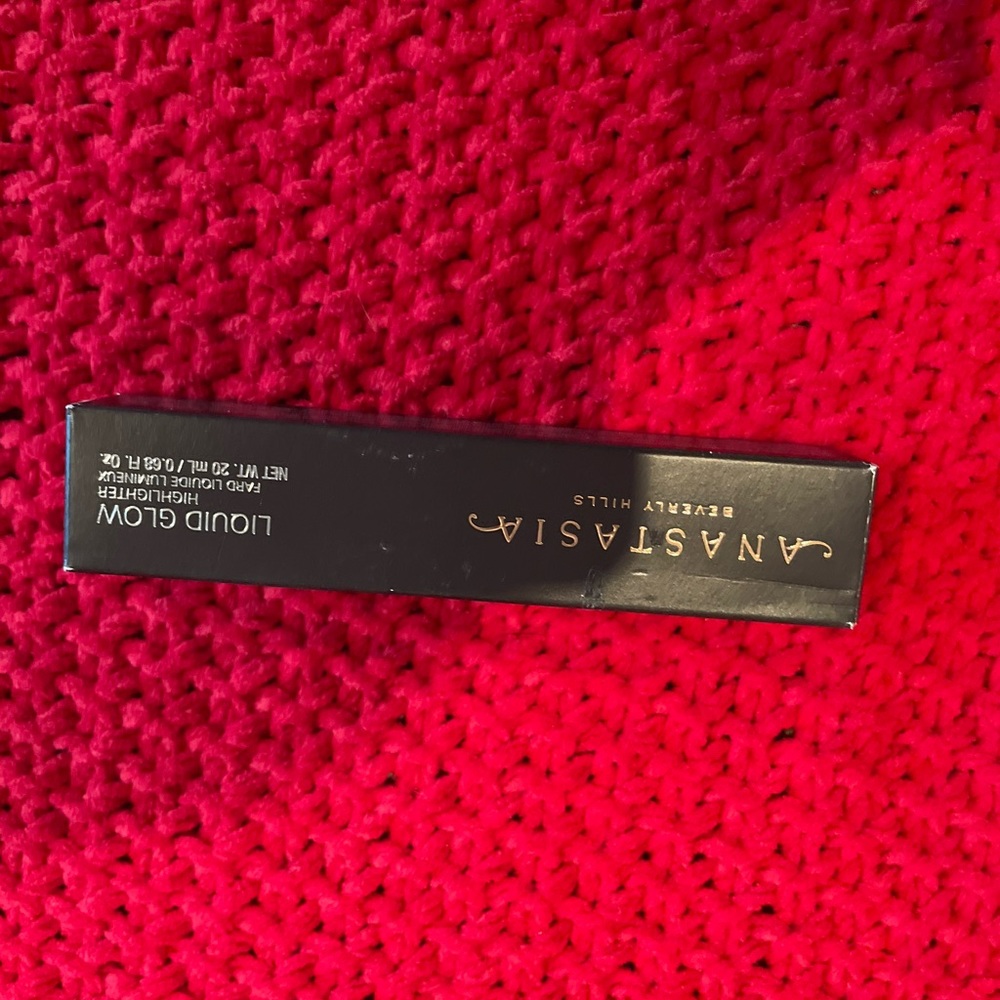 ANASTASIA
BEVERLY HILLS
LIQUID GLOW
HIGHLIGHTER
FARD LIQUIDE LUMINEUX
NET WT. 20 mL / 0.68 Fl. Oz.